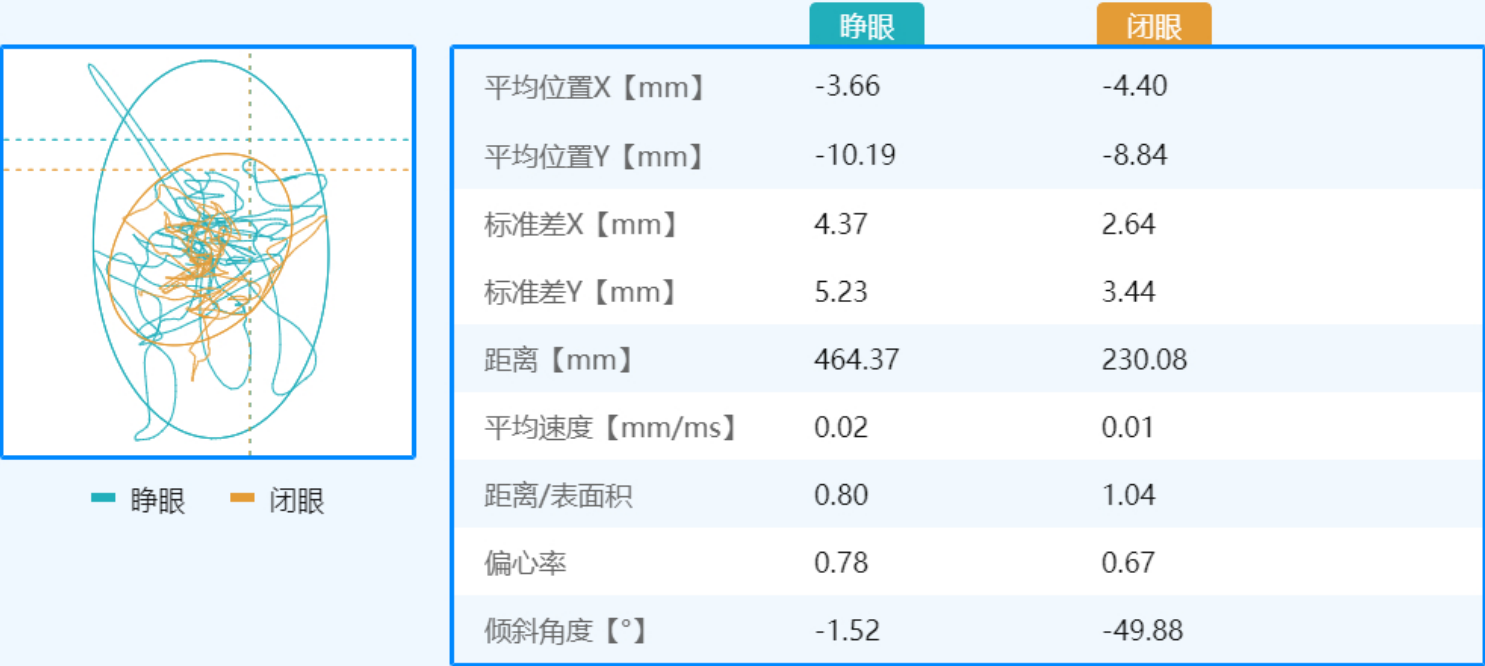 睁眼 闭眼
平均位置X【mm】 -3.66 -4.40
平均位置Y【mm】 -10.19 -8.84
标准差X【mm】 4.37 2.64
标准差Y【mm】 5.23 3.44
距离【mm】 464.37 230.08
平均速度【mm/ms】 0.02 0.01
距离/表面积 0.80 1.04
偏心率 0.78 0.67
倾斜角度【°】 -1.52 -49.88
睁眼 闭眼